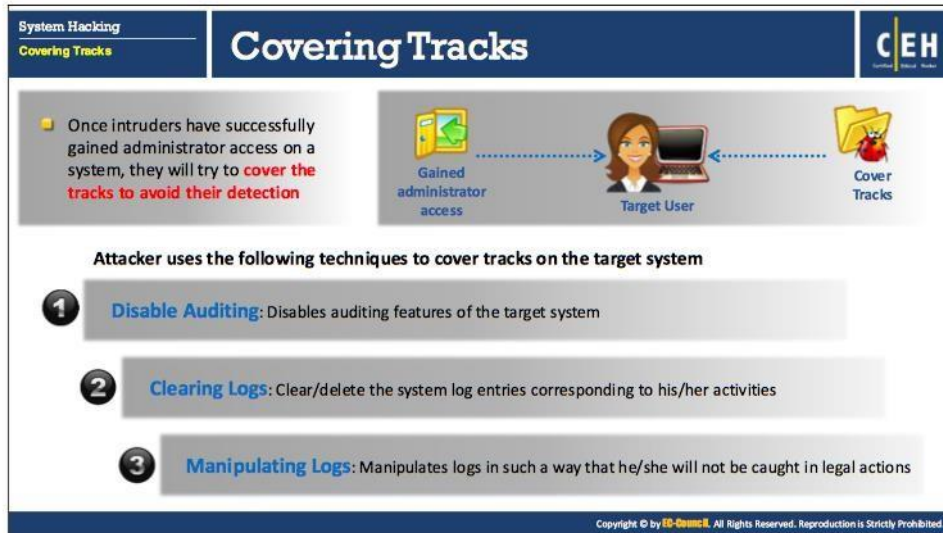 System Hacking
Covering Tracks
Covering Tracks
C|EH
Certified Ethical Hacker
Once intruders have successfully
gained administrator access on a
system, they will try to cover the
tracks to avoid their detection
Gained
administrator
access
Target User
Cover
Tracks
Attacker uses the following techniques to cover tracks on the target system
1
Disable Auditing: Disables auditing features of the target system
2
Clearing Logs: Clear/delete the system log entries corresponding to his/her activities
3
Manipulating Logs: Manipulates logs in such a way that he/she will not be caught in legal actions
Copyright © by EC-Council. All Rights Reserved. Reproduction is Strictly Prohibited.